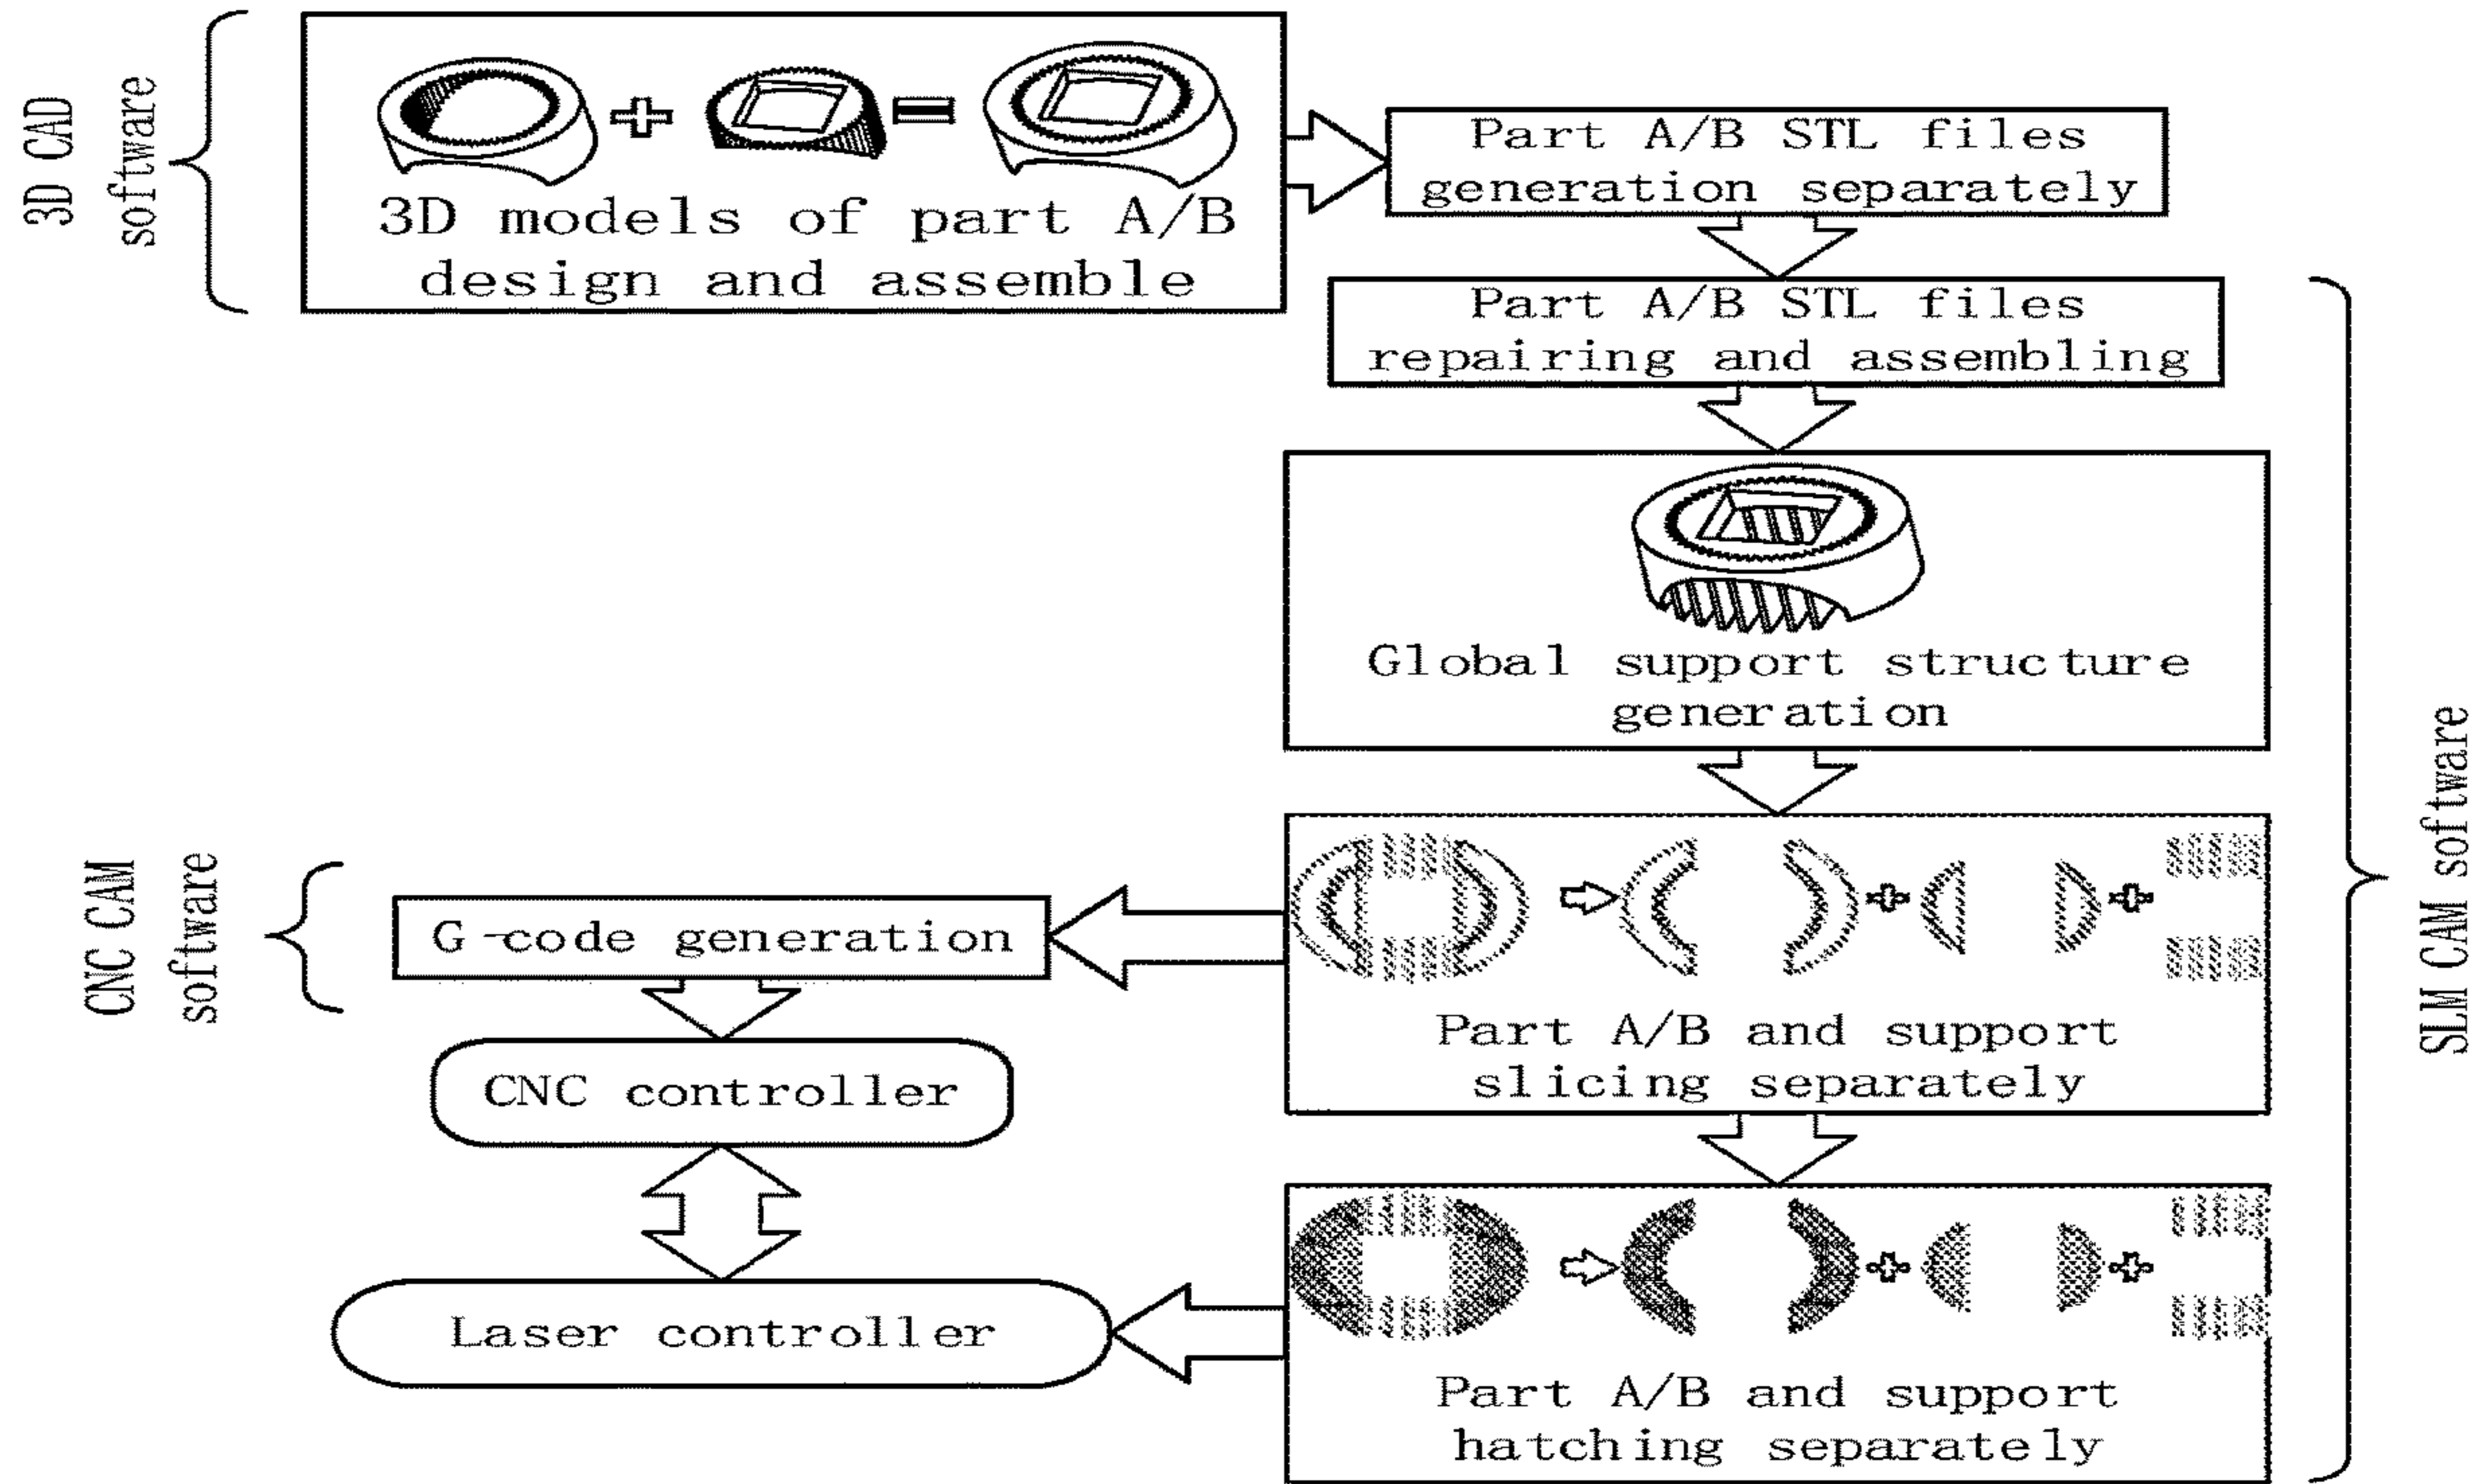 3D CAD
software
3D models of part A/B
design and assemble
Part A/B STL files
generation separately
Part A/B STL files
repairing and assembling
Global support structure
generation
SLM CAM software
CNC CAM
software
G-code generation
Part A/B and support
slicing separately
CNC controller
Laser controller
Part A/B and support
hatching separately